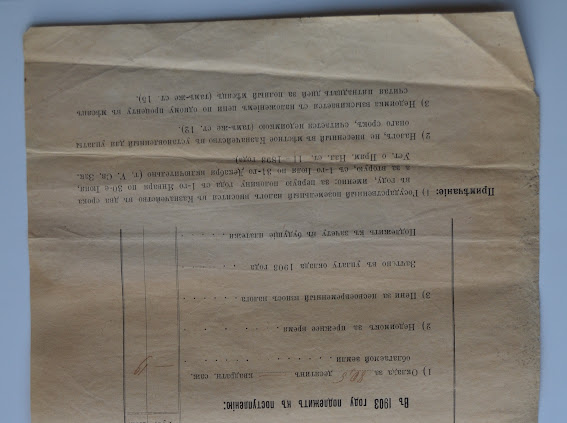 Въ 1903 году подлежитъ къ поступленію:
1) Окладъ за десятинъ квадратн. саж.
облагаемой земли
2) Недоимокъ за прежнее время
3) Пени за несвоевременный взносъ налога
Зачтено въ уплату оклада 1903 года
Подлежитъ къ зачету въ будущіе платежи
Примѣчаніе: 1) Государственный поземельный налогъ вносится въ Казначейство въ два срока
въ году, именно: за первую половину года съ 1-го Января по 30-е Іюня,
а за вторую, съ 1-го Іюля по 31-го Декабря включительно (т. V, Св. Зак.
Уст. о Прям. Нал. ст. 11 1893 года)
2) Налогъ, не внесенный въ мѣстное Казначейство въ установленный для уплаты
онаго срокъ, считается недоимкою (тамъ-же, ст. 12).
3) Недоимка взыскивается съ наложеніемъ пени по одному проценту въ мѣсяцъ
считая пятнадцать дней за полный мѣсяцъ (тамъ-же ст. 15).